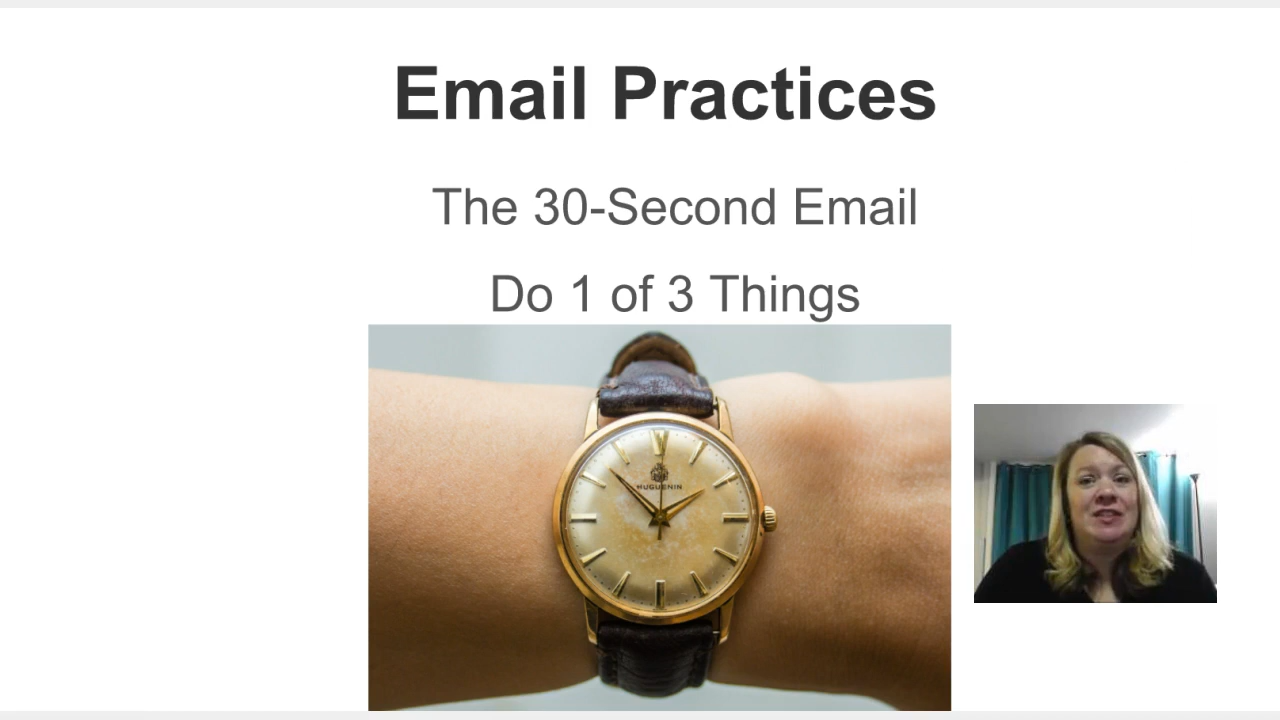 Email Practices
The 30-Second Email
Do 1 of 3 Things
HUGUENIN